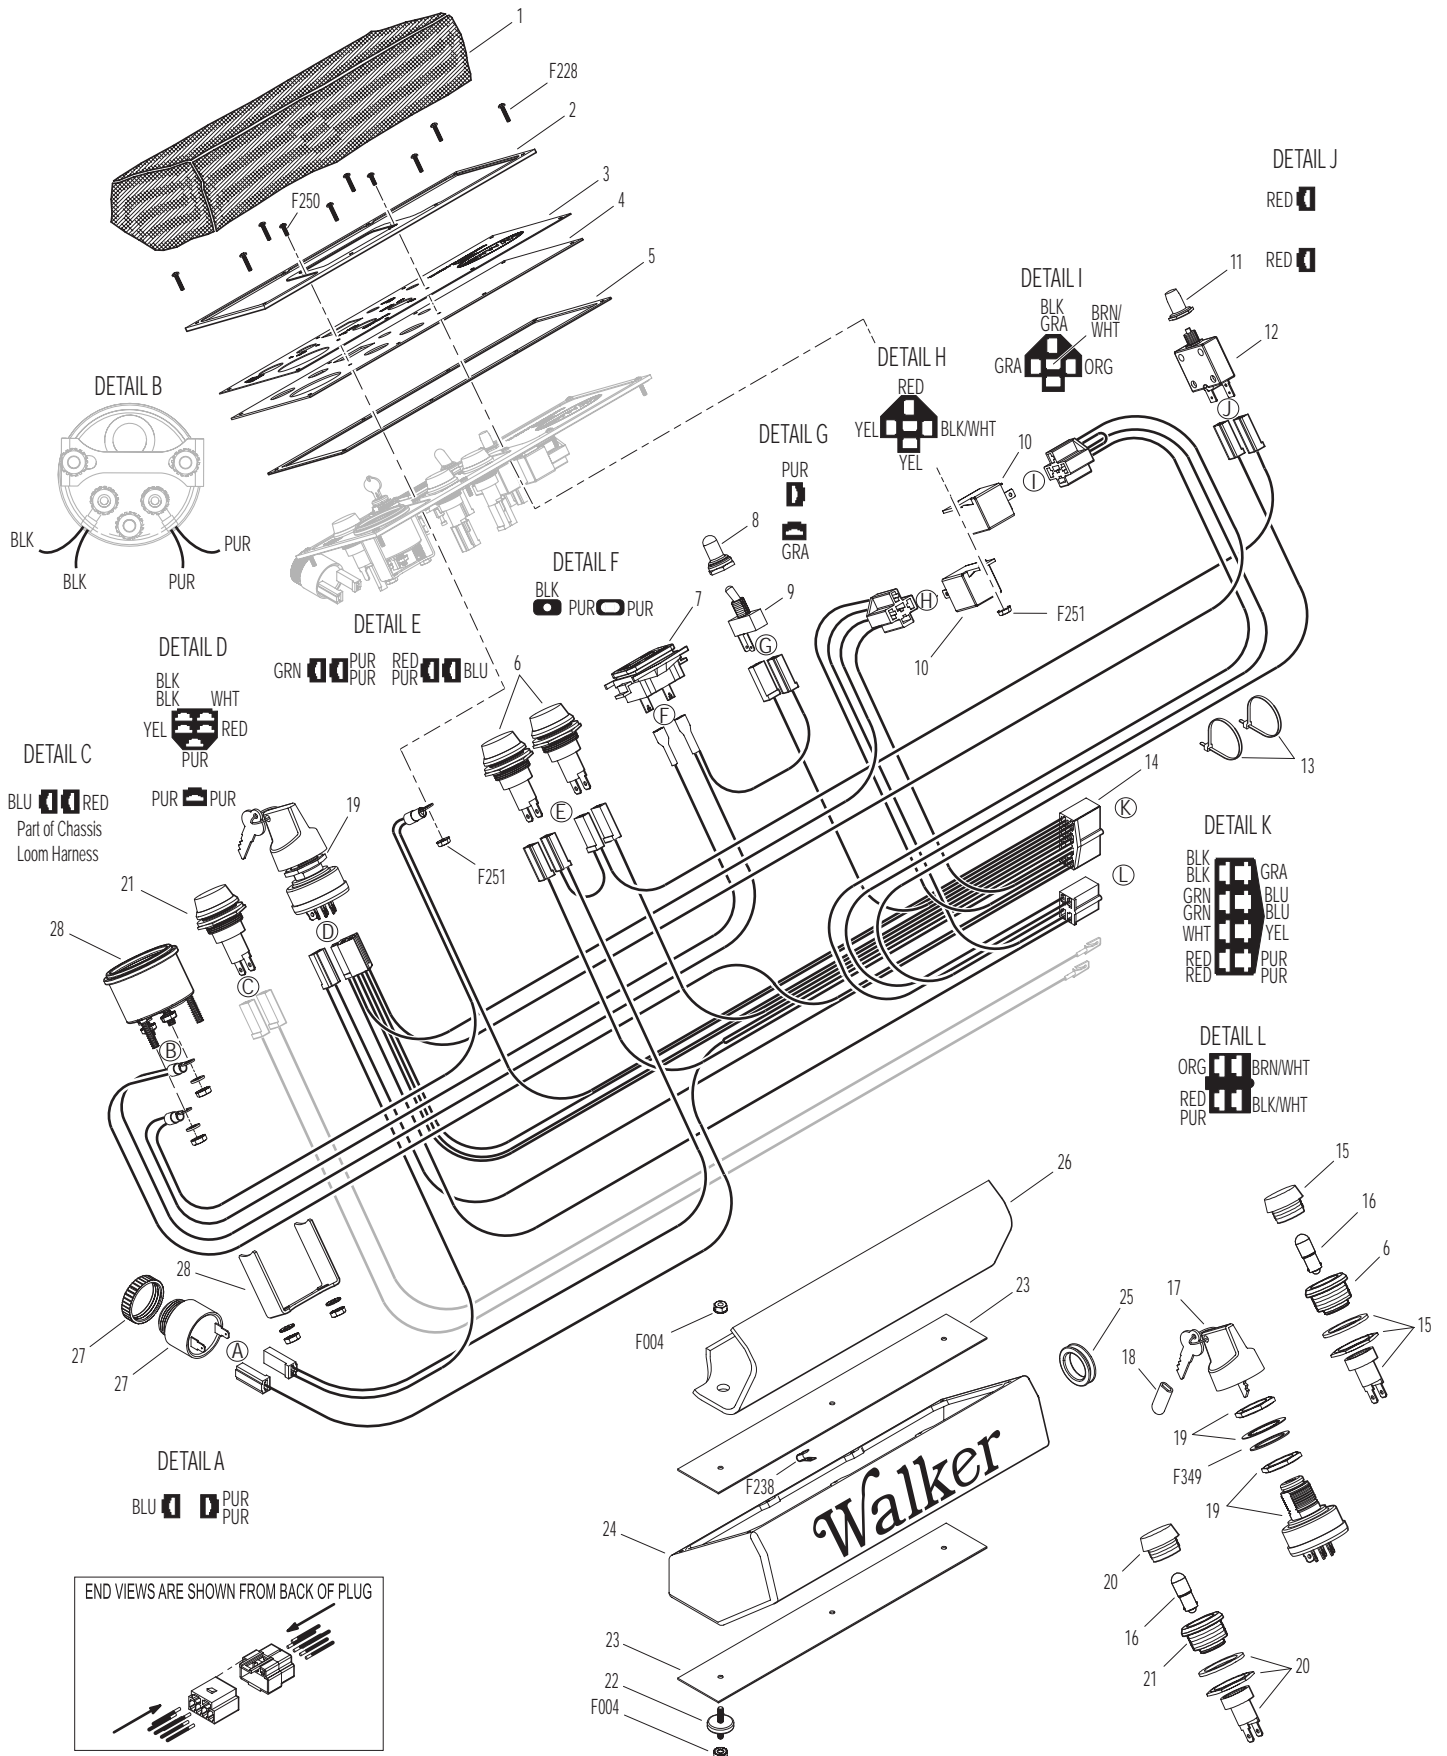 1
F228
2
3
F250
4
5
DETAIL J
RED
RED
11
12
J
DETAIL I
BLK
GRA
BRN/
WHT
GRA
ORG
DETAIL H
RED
YEL
BLK/WHT
YEL
10
I
DETAIL B
BLK
BLK
PUR
PUR
DETAIL G
PUR
GRA
8
9
G
H
10
F251
DETAIL F
BLK
PUR
PUR
7
F
DETAIL E
GRN
PUR
PUR
RED
PUR
BLU
6
E
DETAIL D
BLK
BLK
WHT
YEL
RED
PUR
PUR
PUR
DETAIL C
BLU
RED
Part of Chassis
Loom Harness
19
D
F251
21
C
28
B
13
14
K
L
DETAIL K
BLK
BLK
GRA
GRN
GRN
BLU
BLU
WHT
YEL
RED
RED
PUR
PUR
DETAIL L
ORG
BRN/WHT
RED
PUR
BLK/WHT
28
27
27
A
DETAIL A
BLU
PUR
PUR
26
F004
23
25
F238
24
Walker
23
22
F004
15
16
6
15
17
18
19
F349
19
20
16
21
20
END VIEWS ARE SHOWN FROM BACK OF PLUG